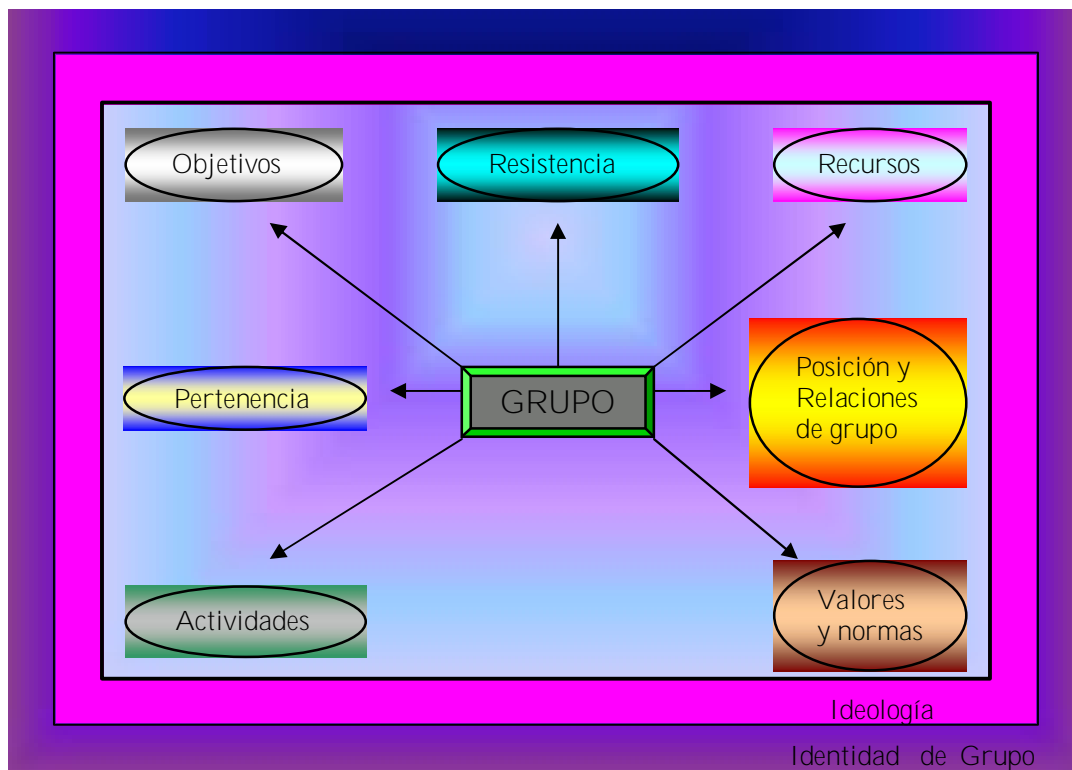 Objetivos
Resistencia
Recursos
Pertenencia
GRUPO
Posición y
Relaciones
de grupo
Actividades
Valores
y normas
Ideología
Identidad de Grupo